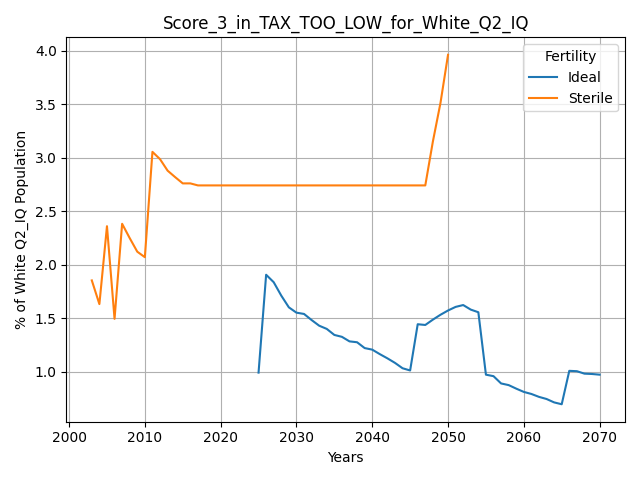 Score_3_in_TAX_TOO_LOW_for_White_Q2_IQ
Fertility
Ideal
Sterile
% of White Q2_IQ Population
4.0
3.5
3.0
2.5
2.0
1.5
1.0
2000 2010 2020 2030 2040 2050 2060 2070
Years